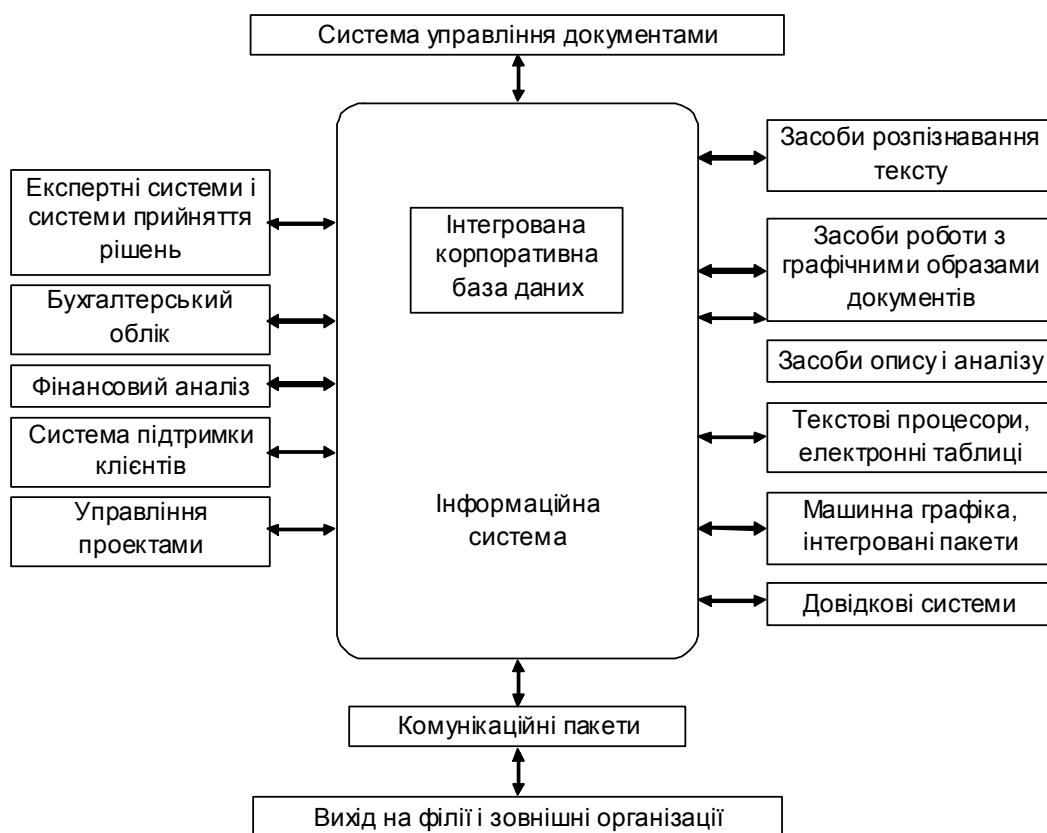 Система управління документами
Експертні системи і
системи прийняття
рішень
Бухгалтерський
облік
Фінансовий аналіз
Система підтримки
клієнтів
Управління
проектами
Інтегрована
корпоративна
база даних
Інформаційна
система
Засоби розпізнавання
тексту
Засоби роботи з
графічними образами
документів
Засоби опису і аналізу
Текстові процесори,
електронні таблиці
Машинна графіка,
інтегровані пакети
Довідкові системи
Комунікаційні пакети
Вихід на філії і зовнішні організації